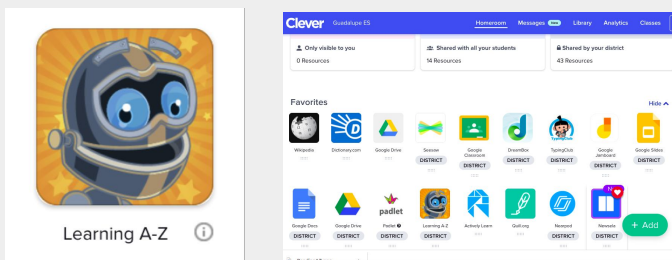 Learning A-Z
Clever Guadalupe ES Homeroom Messages Library Analytics Classes
Only visible to you
0 Resources
Shared with all your students
14 Resources
Shared by your district
43 Resources
Favorites
Hide
Wikipedia Dictionary.com Google Drive Seesaw Google Classroom DreamBox TypingClub Google Jamboard Google Slides
DISTRICT DISTRICT DISTRICT DISTRICT DISTRICT DISTRICT
Google Docs Google Drive Padlet Learning A-Z Actively Learn Quill.org Nearpod Newsela
padlet
DISTRICT DISTRICT DISTRICT DISTRICT DISTRICT DISTRICT
+ Add